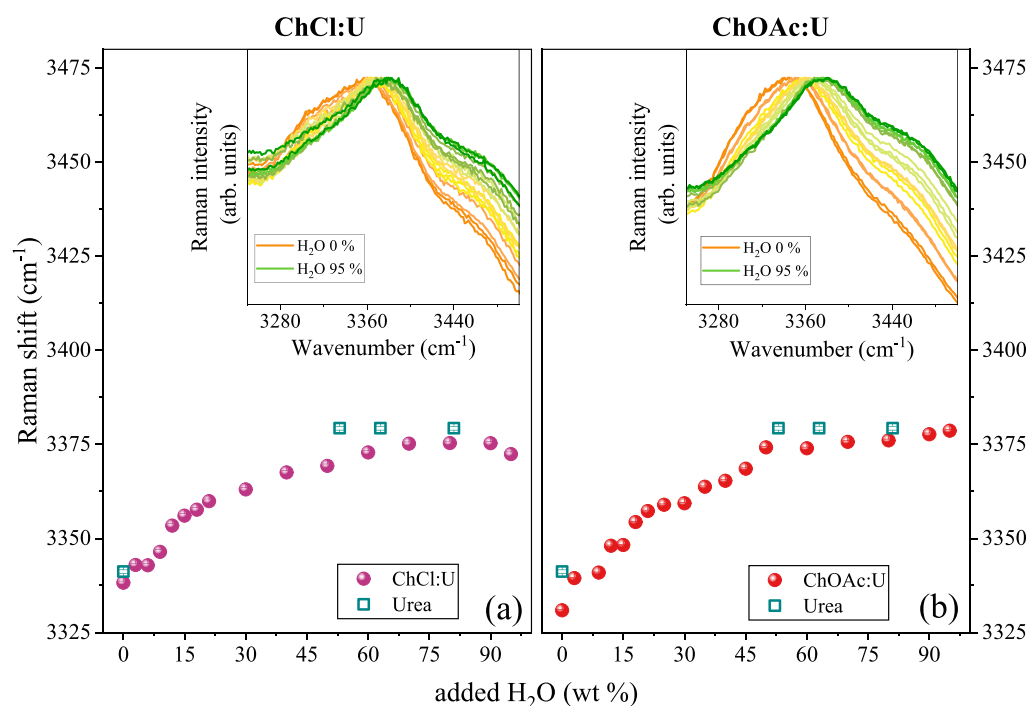 ChCl:U
ChOAc:U
Raman shift (cm⁻¹)
3475
3450
3425
3400
3375
3350
3325
Raman intensity
(arb. units)
H₂O 0 %
H₂O 95 %
3280 3360 3440
Wavenumber (cm⁻¹)
ChCl:U
Urea
(a)
0 15 30 45 60 75 90
Raman intensity
(arb. units)
H₂O 0 %
H₂O 95 %
3280 3360 3440
Wavenumber (cm⁻¹)
ChOAc:U
Urea
(b)
0 15 30 45 60 75 90
3475
3450
3425
3400
3375
3350
3325
added H₂O (wt %)